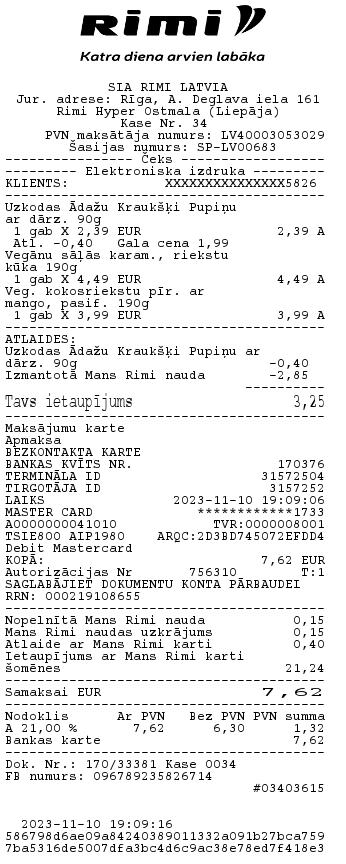 Rimi
Katra diena arvien labāka
SIA RIMI LATVIA
Jur. adrese: Rīga, A. Deglava iela 161
Rimi Hyper Ostmala (Liepāja)
Kase Nr. 34
PVN maksātāja numurs: LV40003053029
Šasijas numurs: SP-LV00683
---------------- Čeks -----------------
---------- Elektroniska izdruka ----------
KLIENTS: XXXXXXXXXXXXXXX5826
Uzkodas Ādažu Kraukšķi Pupiņu
ar dārz. 90g
1 gab X 2,39 EUR 2,39 A
Atl. -0,40 Gala cena 1,99
Vegānu sāļās karam., riekstu
kūka 190g
1 gab X 4,49 EUR 4,49 A
Veg. kokosriekstu pīr. ar
mango, pasif. 190g
1 gab X 3,99 EUR 3,99 A
ATLAIDES:
Uzkodas Ādažu Kraukšķi Pupiņu ar
dārz. 90g -0,40
Izmantotā Mans Rimi nauda -2,85
Tavs ietaupījums 3,25
Maksājumu karte
Apmaksa
BEZKONTAKTA KARTE
BANKAS KVĪTS NR. 170376
TERMINĀLA ID 31572504
TIRGOTĀJA ID 3157252
LAIKS 2023-11-10 19:09:06
MASTER CARD ************1733
A0000000041010 TVR:0000008001
TSIE800 AIP1980 ARQC:2D3BD745072EFDD4
Debit Mastercard
KOPĀ: 7,62 EUR
Autorizācijas Nr 756310 T:1
SAGLABĀJIET DOKUMENTU KONTA PĀRBAUDEI
RRN: 000219108655
Nopelnītā Mans Rimi nauda 0,15
Mans Rimi naudas uzkrājums 0,15
Atlaide ar Mans Rimi karti 0,40
Ietaupījums ar Mans Rimi karti
šomēnes 21,24
Samaksai EUR 7,62
Nodoklis Ar PVN Bez PVN PVN summa
A 21,00 % 7,62 6,30 1,32
Bankas karte 7,62
Dok. Nr.: 170/33381 Kase 0034
FB numurs: 096789235826714
#03403615
2023-11-10 19:09:16
586798d6ae09a84240389011332a091b27bca759
7ba5316de5007dfa3bc4d6c9ac38e78ed7f418e3